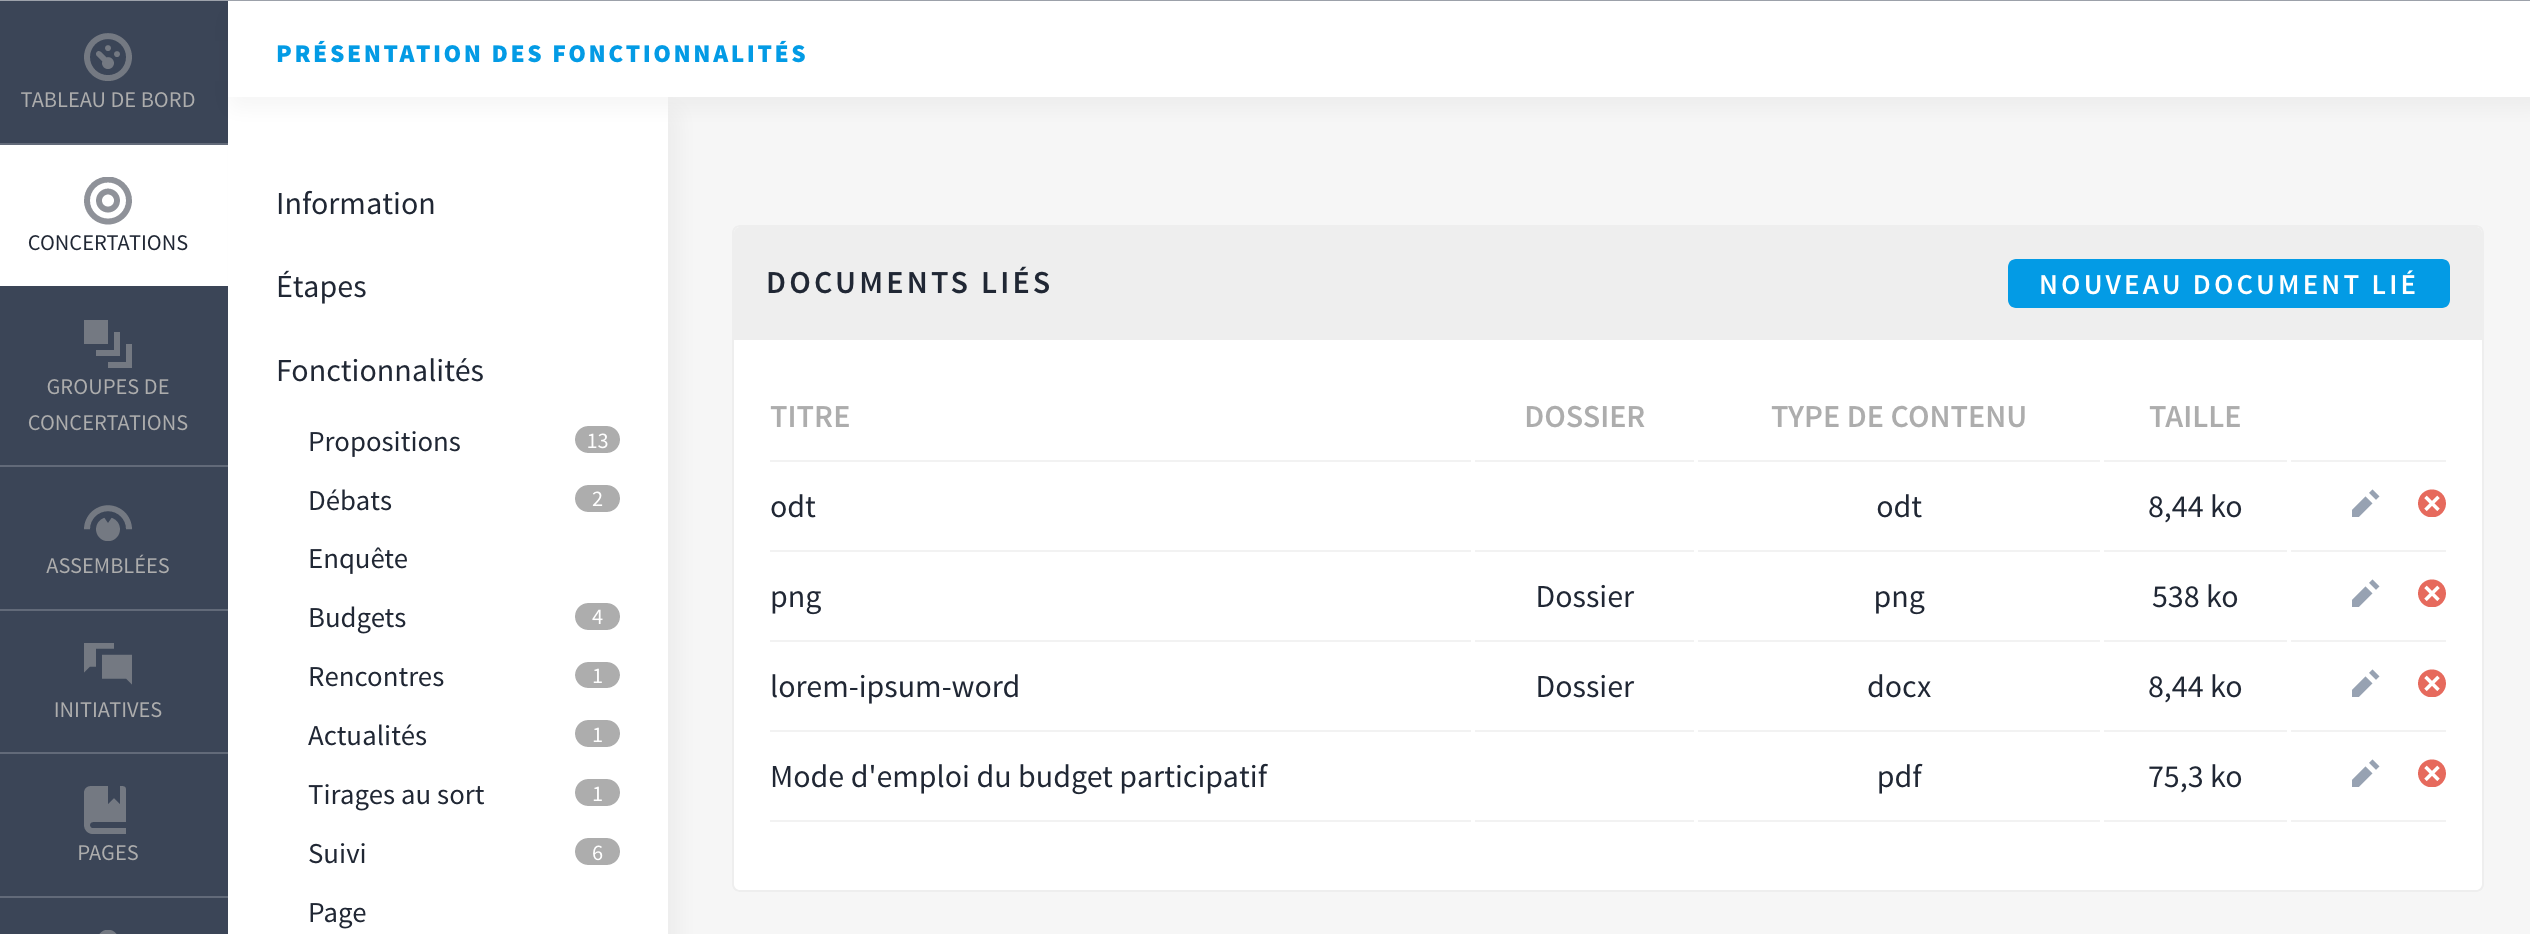 TABLEAU DE BORD
CONCERTATIONS
GROUPES DE
CONCERTATIONS
ASSEMBLÉES
INITIATIVES
PAGES
PRÉSENTATION DES FONCTIONNALITÉS
Information
Étapes
Fonctionnalités
Propositions 13
Débats 2
Enquête
Budgets 4
Rencontres 1
Actualités 1
Tirages au sort 1
Suivi 6
Page
DOCUMENTS LIÉS NOUVEAU DOCUMENT LIÉ
TITRE DOSSIER TYPE DE CONTENU TAILLE
odt odt 8,44 ko
png Dossier png 538 ko
lorem-ipsum-word Dossier docx 8,44 ko
Mode d'emploi du budget participatif pdf 75,3 ko